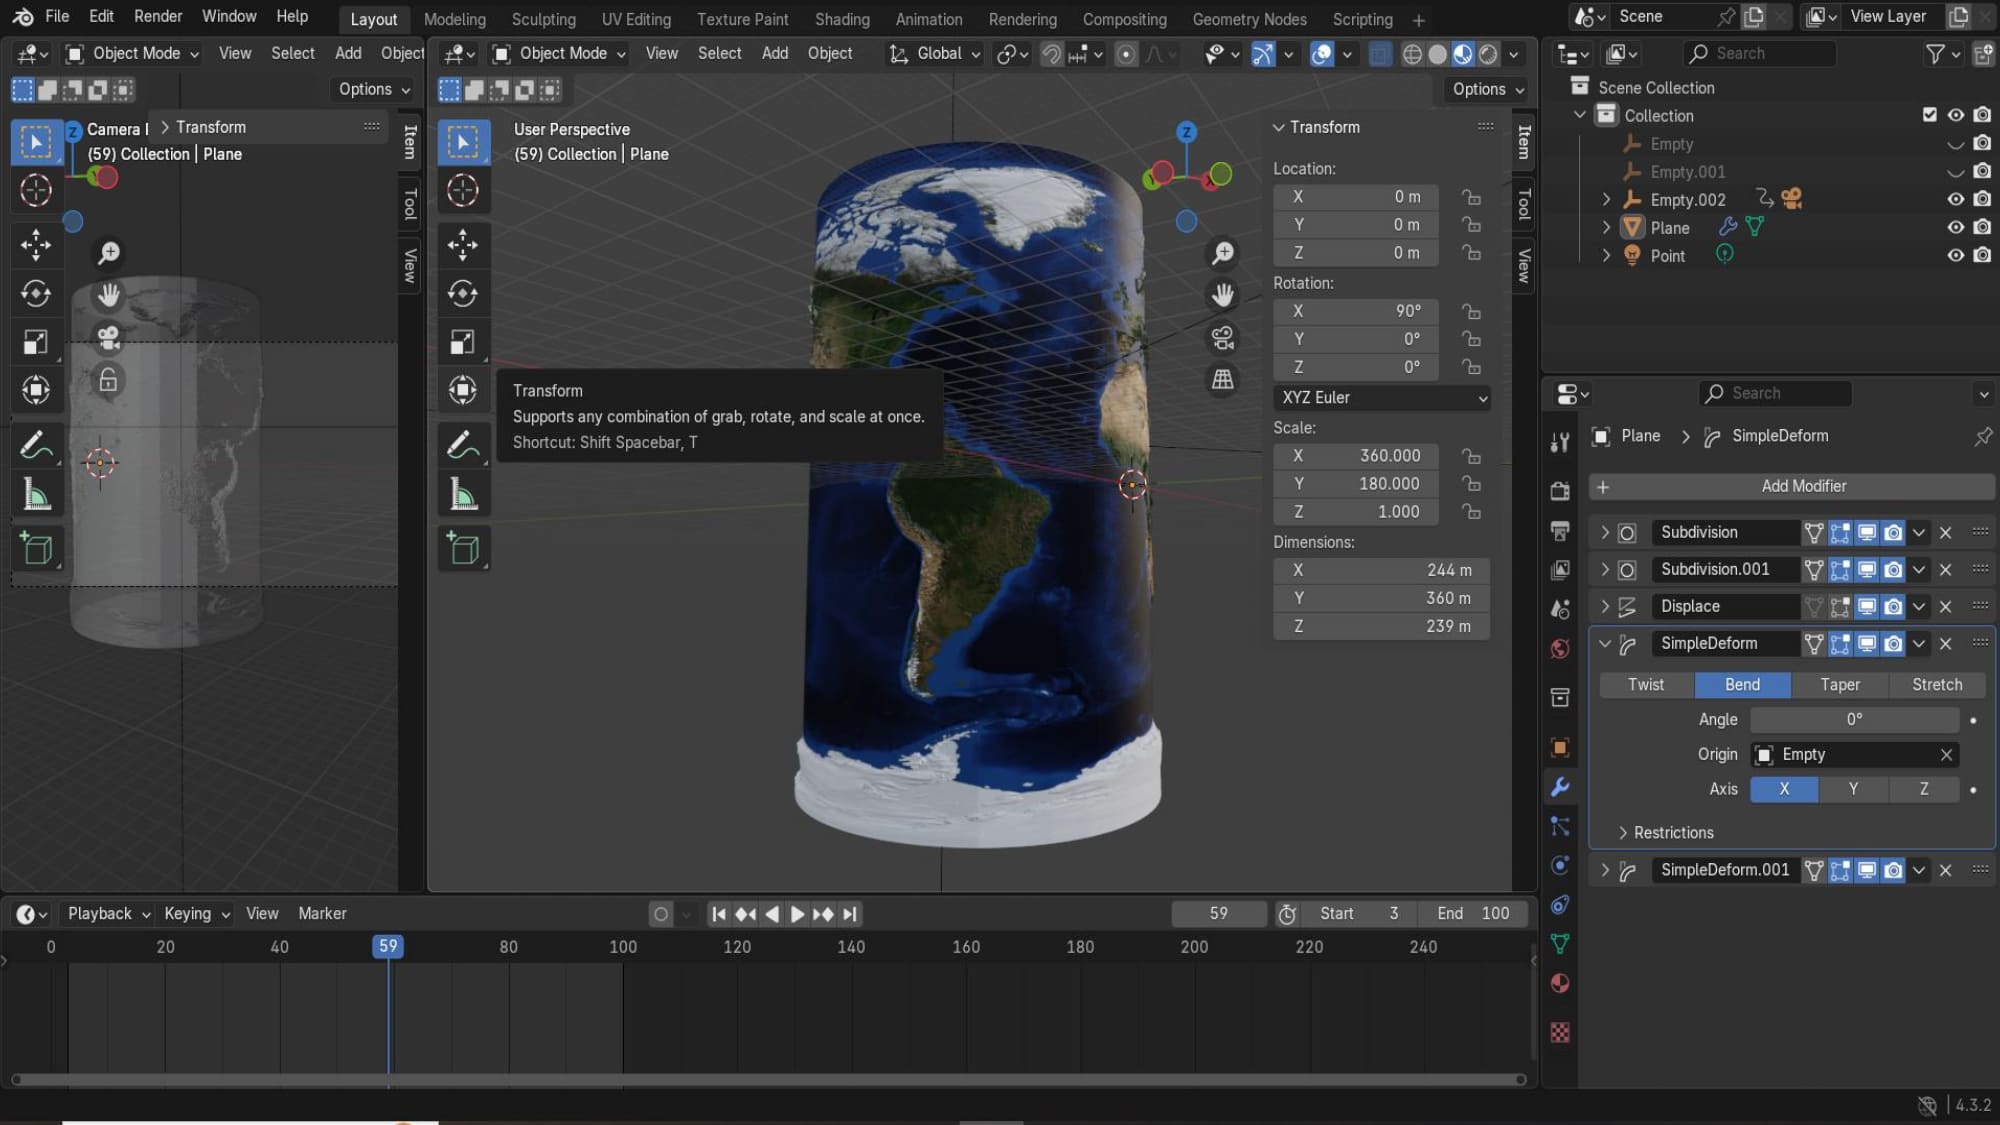 File Edit Render Window Help Layout Modeling Sculpting UV Editing Texture Paint Shading Animation Rendering Compositing Geometry Nodes Scripting + Scene View Layer
Object Mode View Select Add Object
Object Mode View Select Add Object Global
Search
Options
Options
Camera
Transform
(59) Collection | Plane
Item
Tool
View
User Perspective
(59) Collection | Plane
Z
Z
Y
X
Transform
Supports any combination of grab, rotate, and scale at once.
Shortcut: Shift Spacebar, T
Transform
Location:
X 0 m
Y 0 m
Z 0 m
Rotation:
X 90°
Y 0°
Z 0°
XYZ Euler
Scale:
X 360.000
Y 180.000
Z 1.000
Dimensions:
X 244 m
Y 360 m
Z 239 m
Item
Tool
View
Scene Collection
Collection
Empty
Empty.001
Empty.002
Plane
Point
Search
Plane > SimpleDeform
+ Add Modifier
Subdivision
Subdivision.001
Displace
SimpleDeform
Twist Bend Taper Stretch
Angle 0°
Origin Empty
Axis X Y Z
Restrictions
SimpleDeform.001
Playback Keying View Marker 59 Start 3 End 100
0 20 40 59 80 100 120 140 160 180 200 220 240
4.3.2